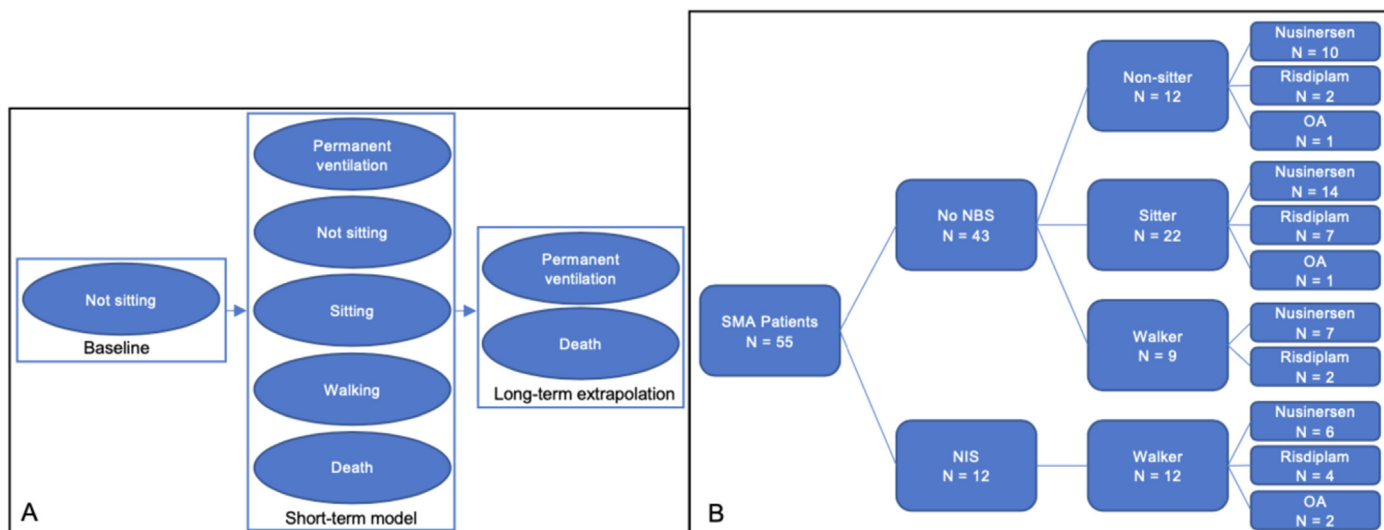 Not sitting
Baseline
Permanent
ventilation
Not sitting
Sitting
Walking
Death
Short-term model
Permanent
ventilation
Death
Long-term extrapolation
A
SMA Patients
N = 55
No NBS
N = 43
NIS
N = 12
Non-sitter
N = 12
Sitter
N = 22
Walker
N = 9
Walker
N = 12
Nusinersen
N = 10
Risdiplam
N = 2
OA
N = 1
Nusinersen
N = 14
Risdiplam
N = 7
OA
N = 1
Nusinersen
N = 7
Risdiplam
N = 2
Nusinersen
N = 6
Risdiplam
N = 4
OA
N = 2
B